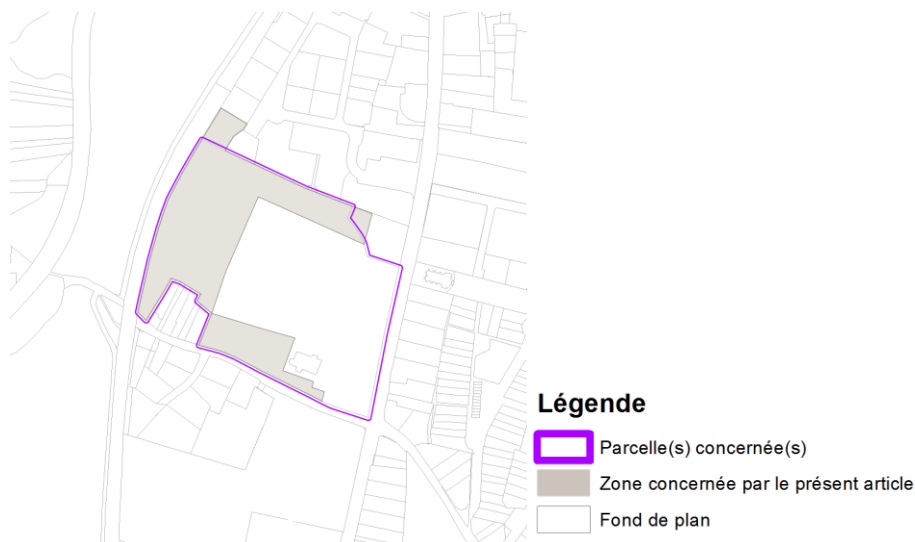 Légende
Parcelle(s) concernée(s)
Zone concernée par le présent article
Fond de plan